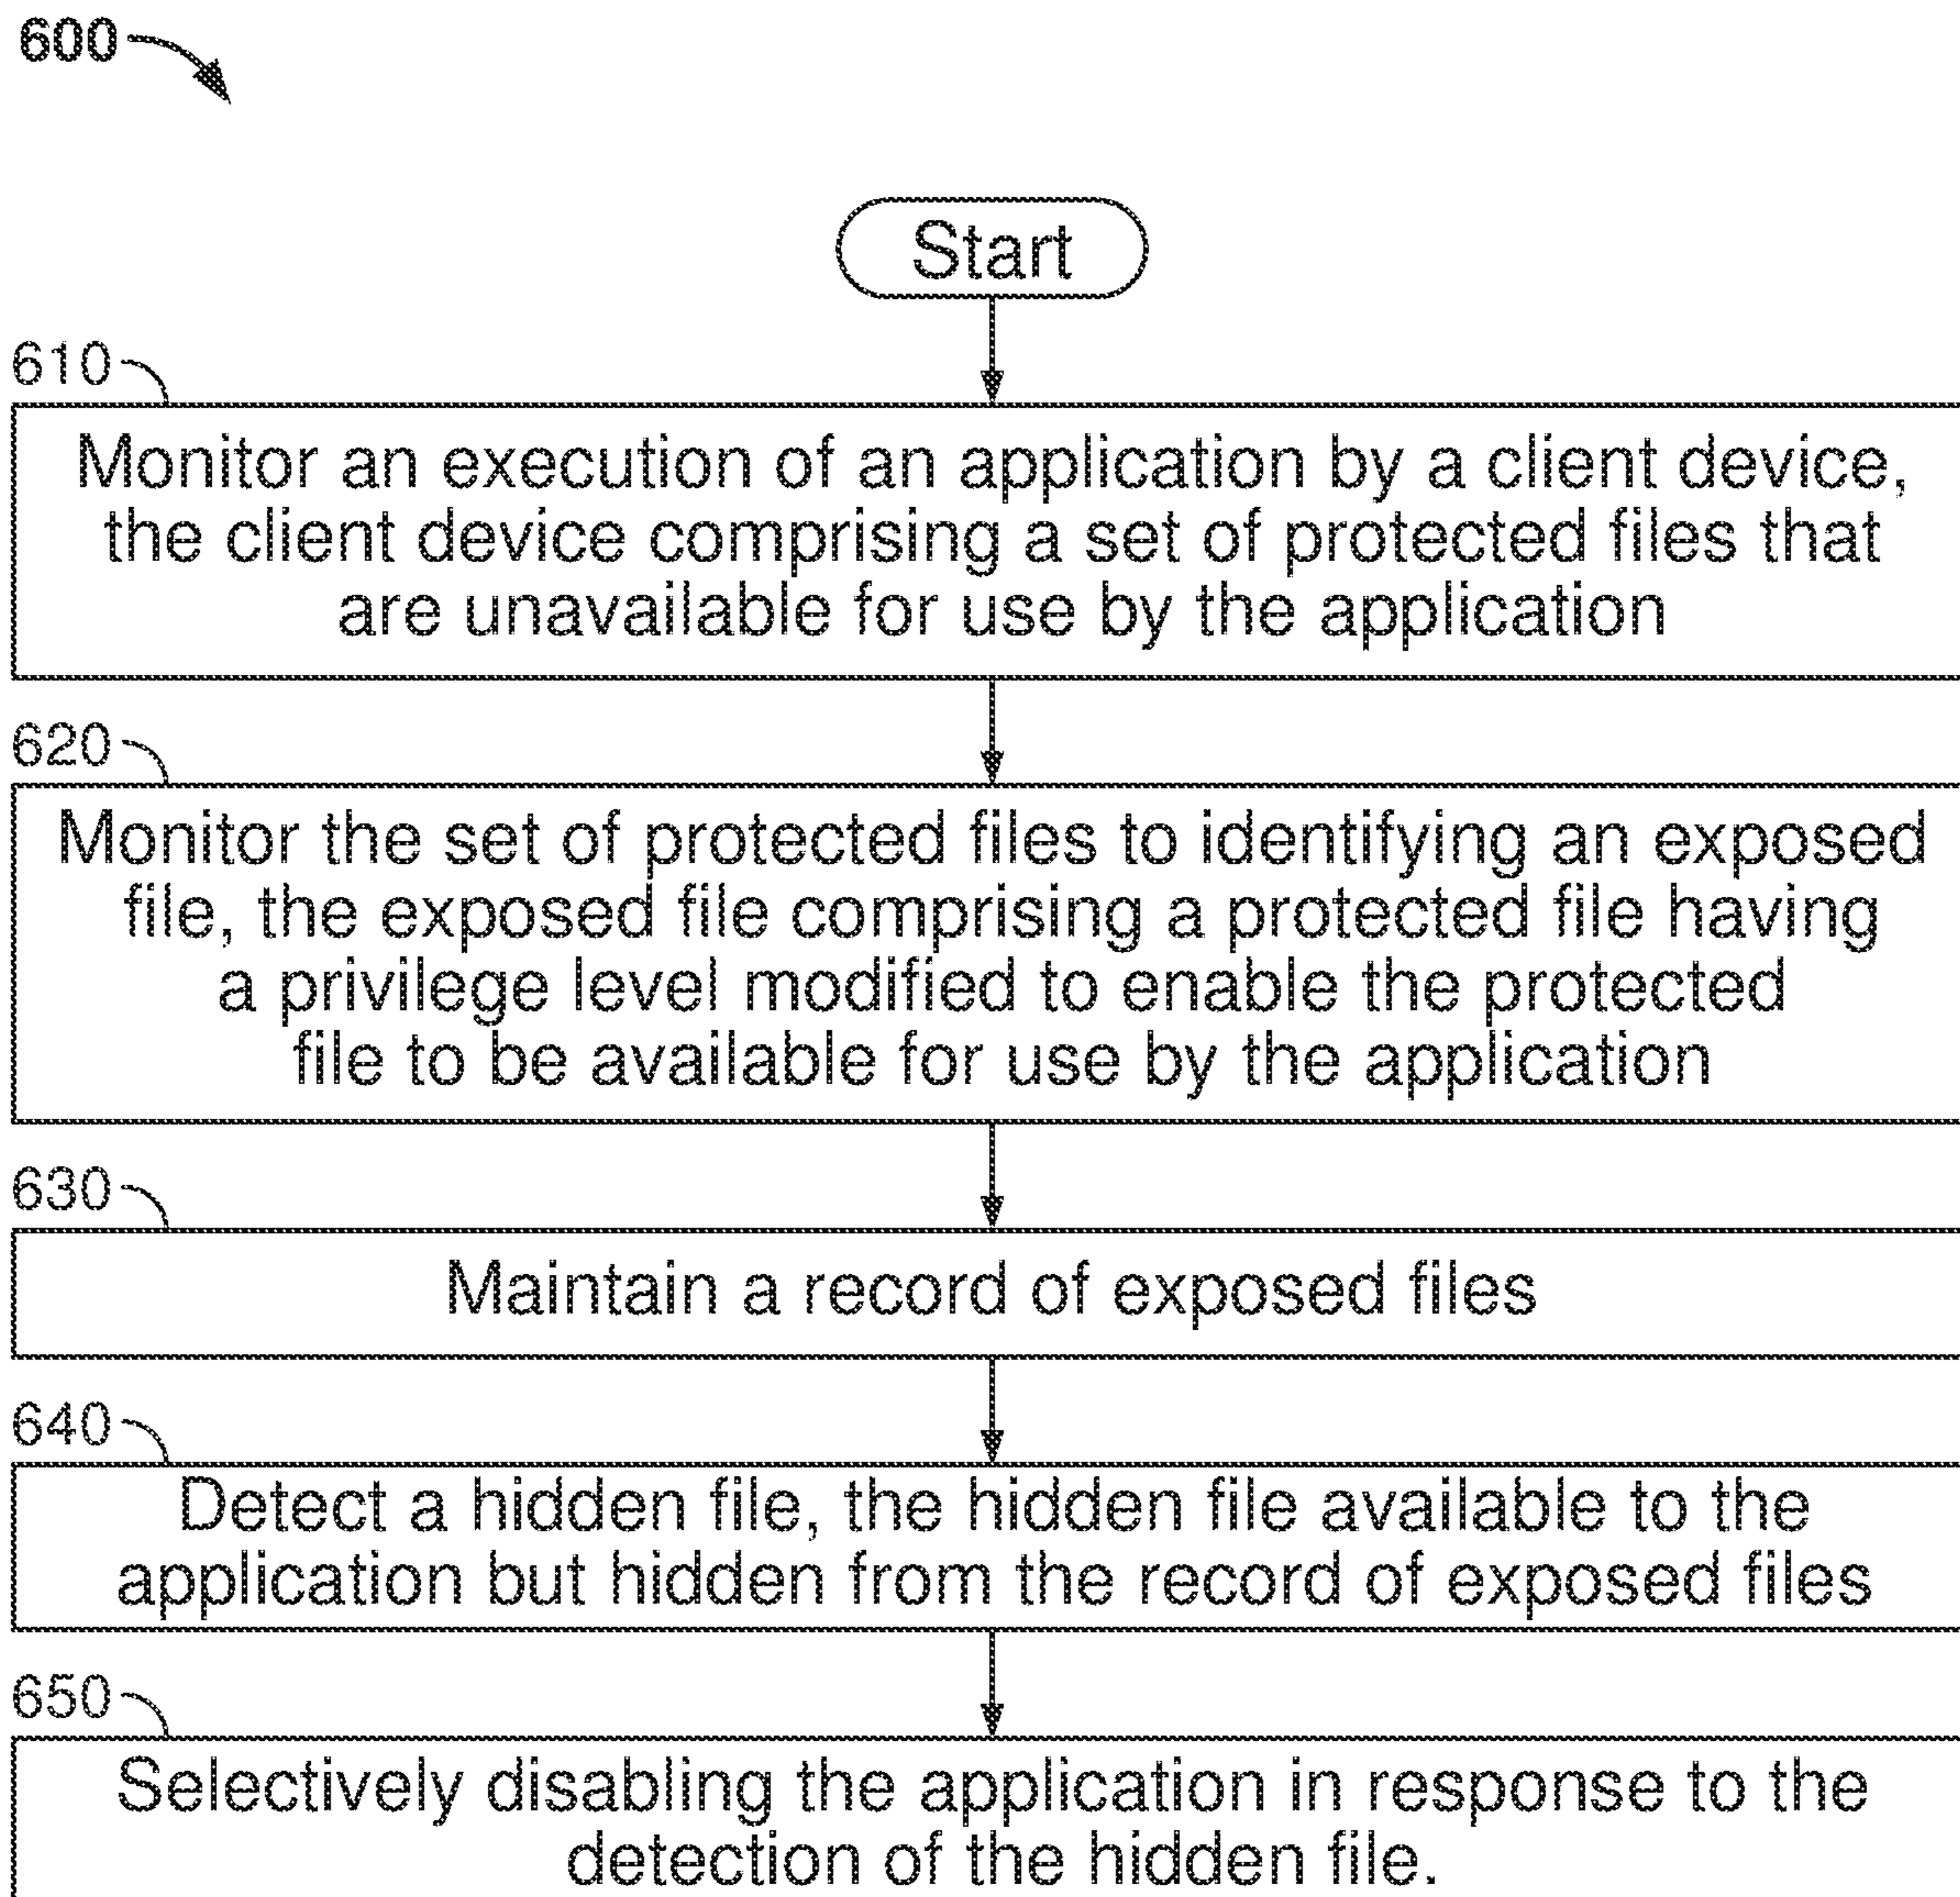 600
Start
610
Monitor an execution of an application by a client device,
the client device comprising a set of protected files that
are unavailable for use by the application
620
Monitor the set of protected files to identifying an exposed
file, the exposed file comprising a protected file having
a privilege level modified to enable the protected
file to be available for use by the application
630
Maintain a record of exposed files
640
Detect a hidden file, the hidden file available to the
application but hidden from the record of exposed files
650
Selectively disabling the application in response to the
detection of the hidden file.